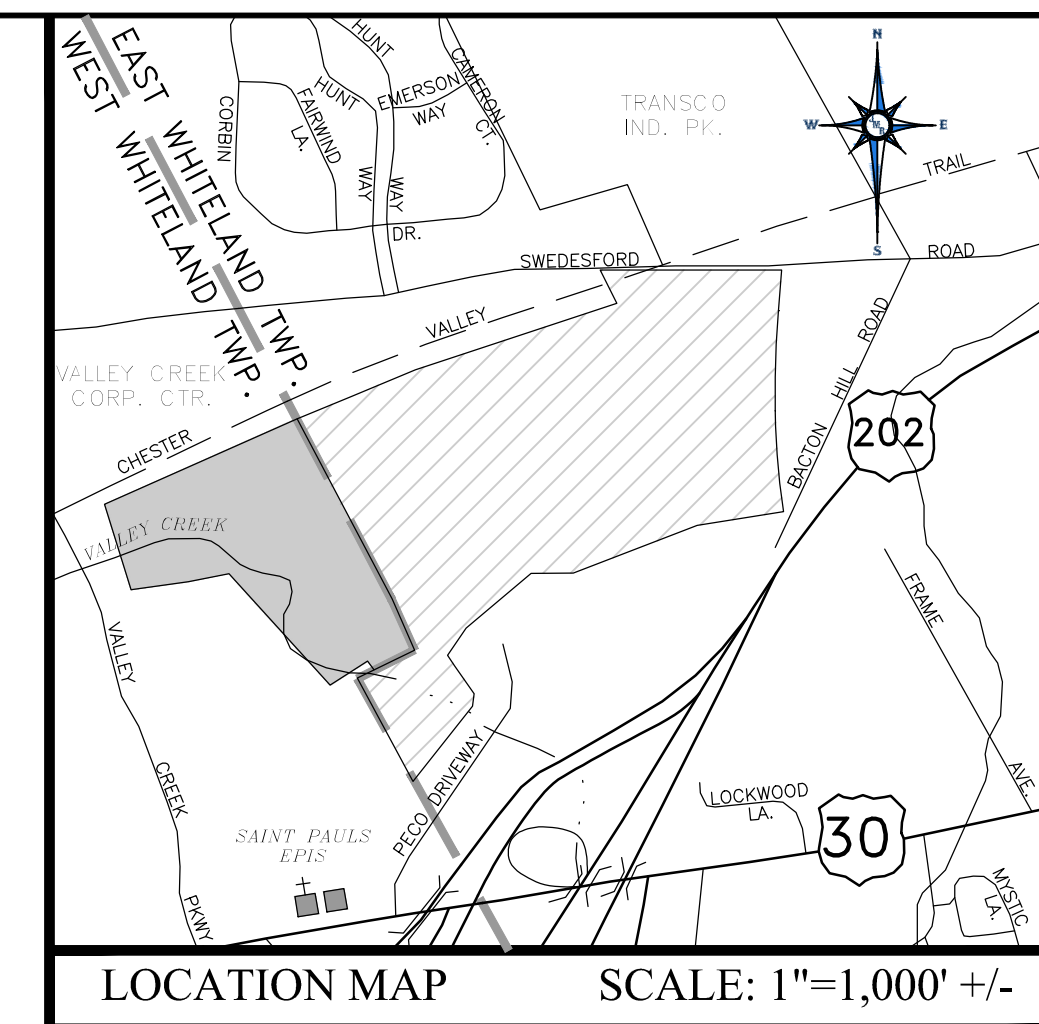 EAST WHITELAND TWP.
WEST WHITELAND TWP.
HUNT
WAY
HUNT
WAY
CAMERON
CT.
EMERSON
WAY
FAIRWIND
LA.
CORBIN
DR.
TRANSCO
IND. PK.
N
W
E
S
JMR
TRAIL
SWEDESFORD
ROAD
VALLEY
CHESTER
VALLEY CREEK
CORP. CTR.
BACTON HILL ROAD
202
VALLEY CREEK
FRAME
AVE.
VALLEY
CREEK
PKWY
PECO DRIVEWAY
LOCKWOOD
LA.
30
SAINT PAULS
EPIS
MYSTIC
LA.
LOCATION MAP
SCALE: 1"=1,000' +/-